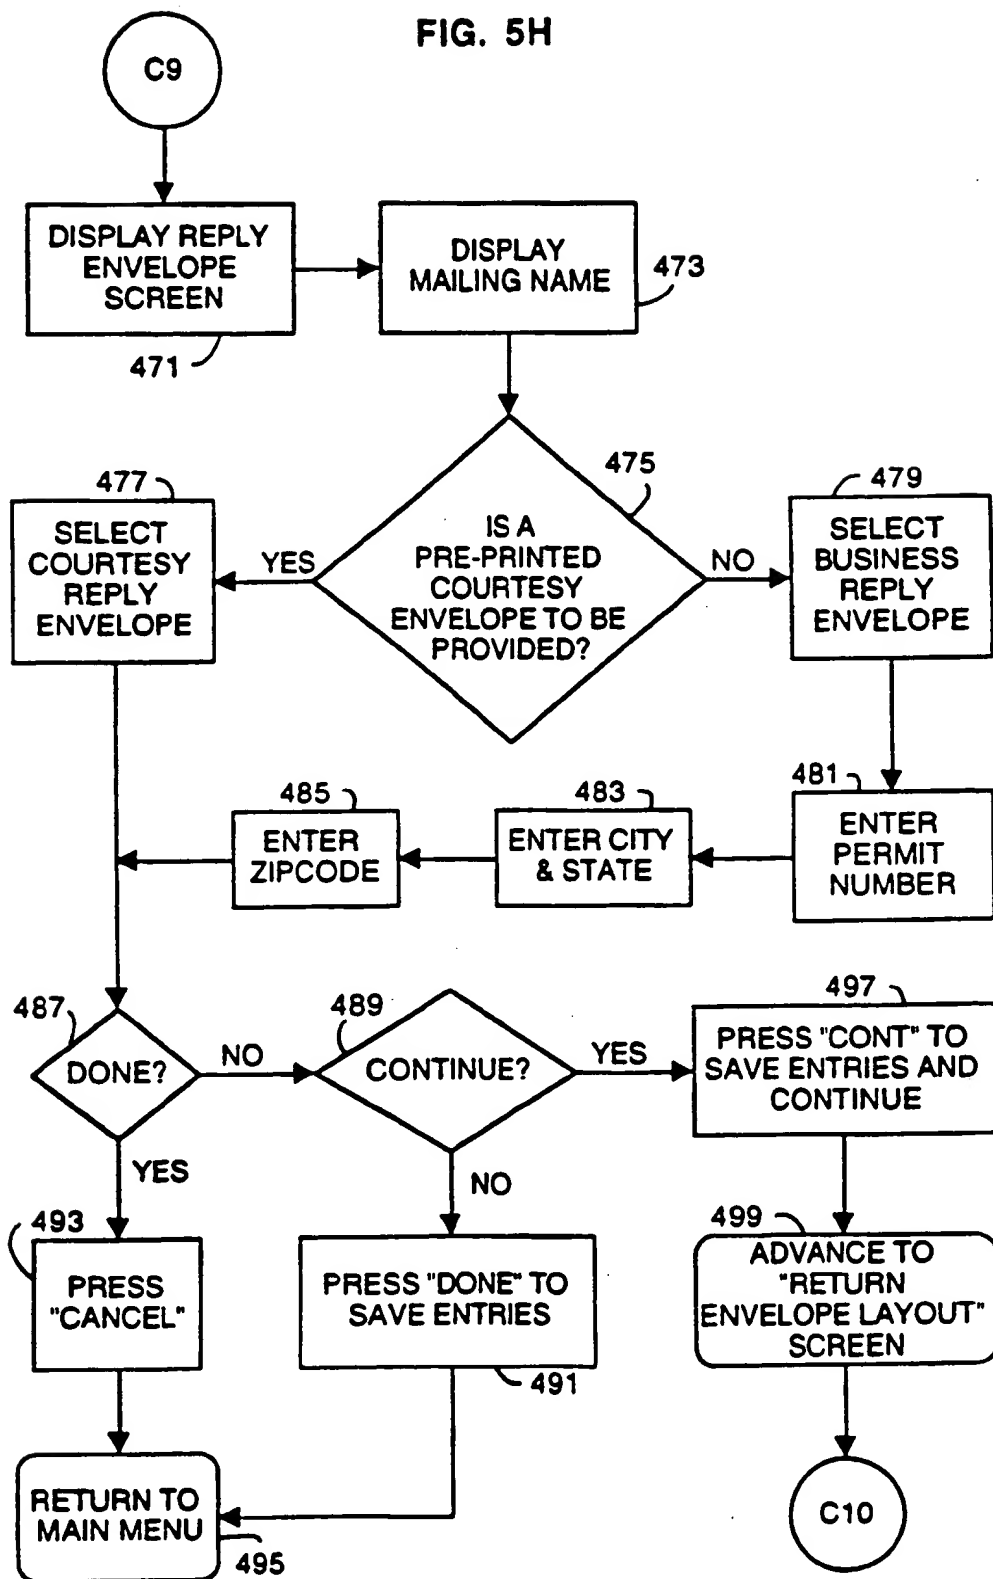 FIG. 5H
C9
DISPLAY REPLY
ENVELOPE
SCREEN
471
DISPLAY
MAILING NAME
473
475
IS A
PRE-PRINTED
COURTESY
ENVELOPE TO BE
PROVIDED?
YES
NO
477
SELECT
COURTESY
REPLY
ENVELOPE
479
SELECT
BUSINESS
REPLY
ENVELOPE
481
ENTER
PERMIT
NUMBER
483
ENTER CITY
& STATE
485
ENTER
ZIPCODE
487
DONE?
NO
YES
489
CONTINUE?
YES
NO
497
PRESS "CONT" TO
SAVE ENTRIES AND
CONTINUE
493
PRESS
"CANCEL"
PRESS "DONE" TO
SAVE ENTRIES
491
499
ADVANCE TO
"RETURN
ENVELOPE LAYOUT"
SCREEN
RETURN TO
MAIN MENU
495
C10